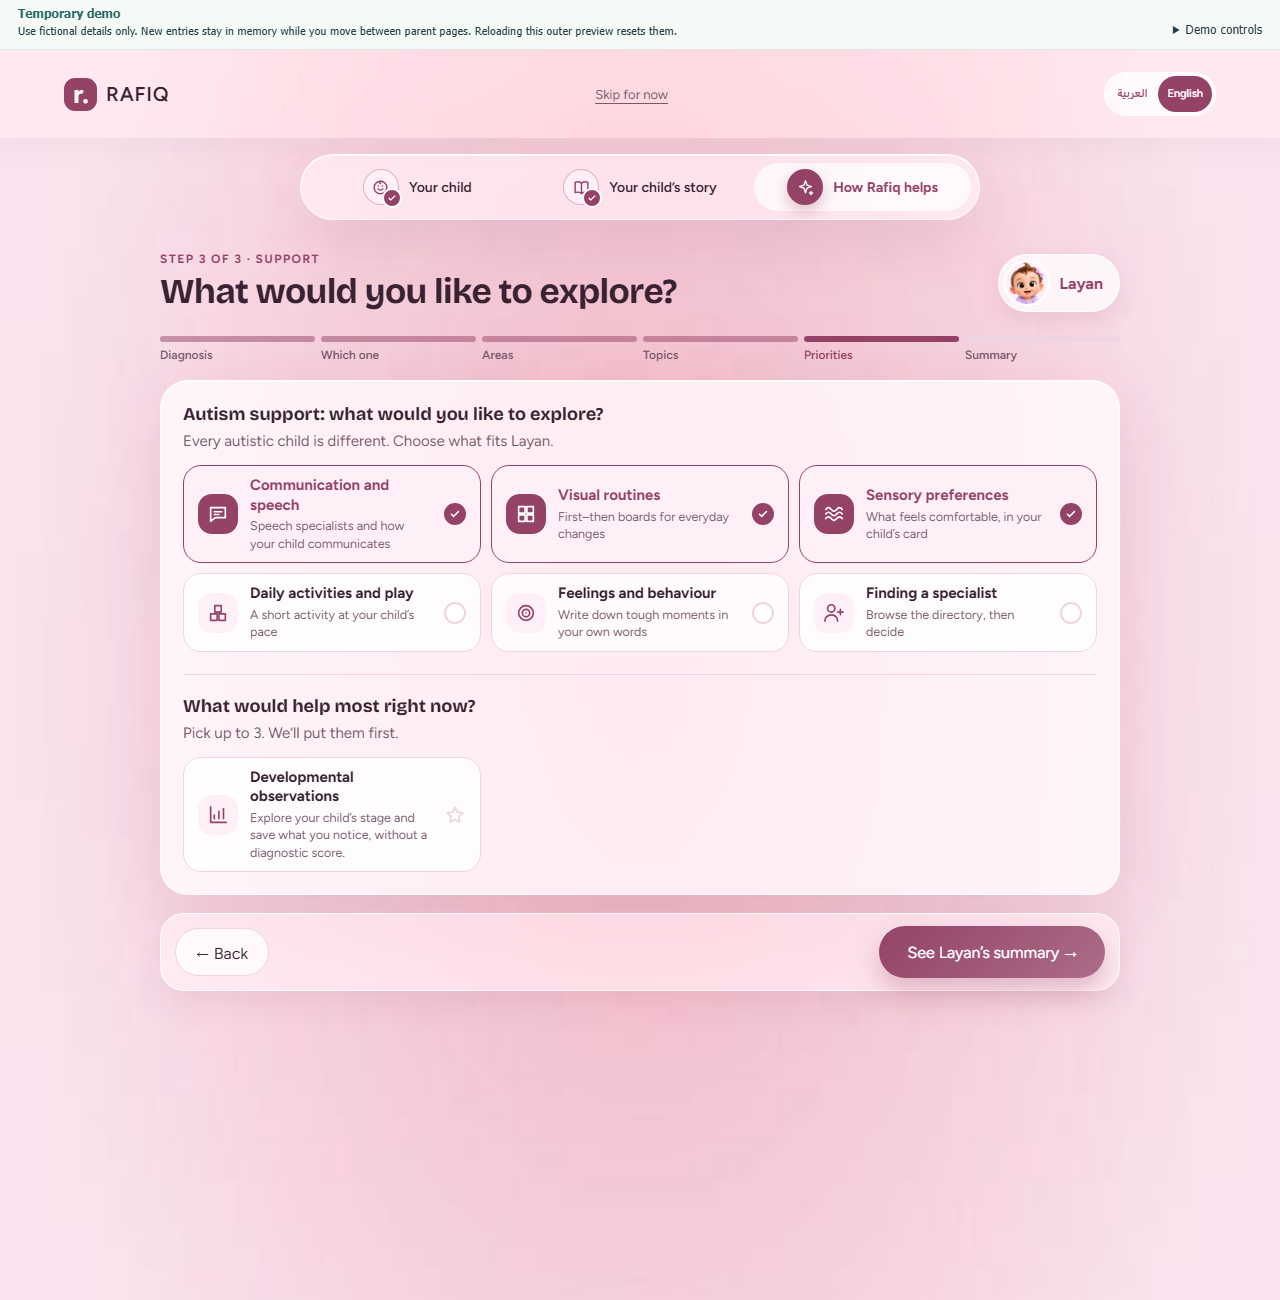 Temporary demo
Use fictional details only. New entries stay in memory while you move between parent pages. Reloading this outer preview resets them.
▶ Demo controls
r. RAFIQ
Skip for now
العربية
English
Your child
Your child’s story
How Rafiq helps
STEP 3 OF 3 · SUPPORT
What would you like to explore?
Layan
Diagnosis
Which one
Areas
Topics
Priorities
Summary
Autism support: what would you like to explore?
Every autistic child is different. Choose what fits Layan.
Communication and
speech
Speech specialists and how
your child communicates
Visual routines
First–then boards for everyday
changes
Sensory preferences
What feels comfortable, in your
child’s card
Daily activities and play
A short activity at your child’s
pace
Feelings and behaviour
Write down tough moments in
your own words
Finding a specialist
Browse the directory, then
decide
What would help most right now?
Pick up to 3. We’ll put them first.
Developmental
observations
Explore your child’s stage and
save what you notice, without a
diagnostic score.
← Back
See Layan’s summary →